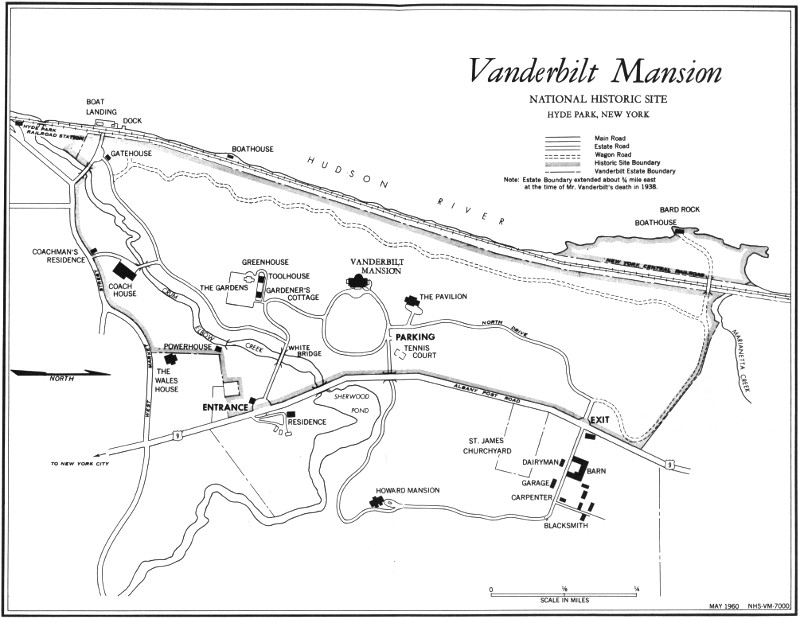 Vanderbilt Mansion
NATIONAL HISTORIC SITE
HYDE PARK, NEW YORK
Main Road
Estate Road
Wagon Road
Historic Site Boundary
Vanderbilt Estate Boundary
Note: Estate Boundary extended about ¾ mile east
at the time of Mr. Vanderbilt's death in 1938.
BOAT
LANDING
DOCK
HYDE PARK
RAILROAD STATION
GATEHOUSE
BOATHOUSE
HUDSON RIVER
BARD ROCK
BOATHOUSE
NEW YORK CENTRAL RAILROAD
COACHMAN'S
RESIDENCE
COACH
HOUSE
GREENHOUSE
TOOLHOUSE
THE GARDENS
GARDENER'S
COTTAGE
VANDERBILT
MANSION
THE PAVILION
CRUM
ELBOW
CREEK
NORTH DRIVE
PARKING
TENNIS
COURT
MARIANETTA CREEK
POWERHOUSE
WHITE
BRIDGE
THE
WALES
HOUSE
NORTH
WEST MARKET
ENTRANCE
SHERWOOD
POND
ALBANY POST ROAD
RESIDENCE
EXIT
9
TO NEW YORK CITY
ST. JAMES
CHURCHYARD
DAIRYMAN
BARN
GARAGE
CARPENTER
BLACKSMITH
9
HOWARD MANSION
0 ⅛ ¼
SCALE IN MILES
MAY 1960 NHS-VM-7000